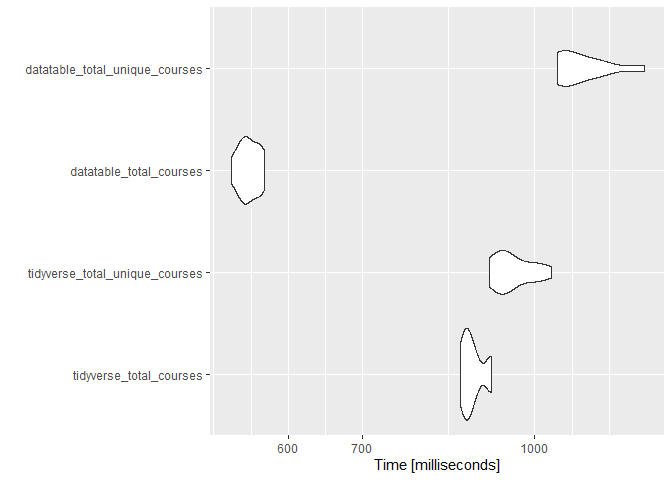 datatable_total_unique_courses
datatable_total_courses
tidyverse_total_unique_courses
tidyverse_total_courses
600 700 1000
Time [milliseconds]